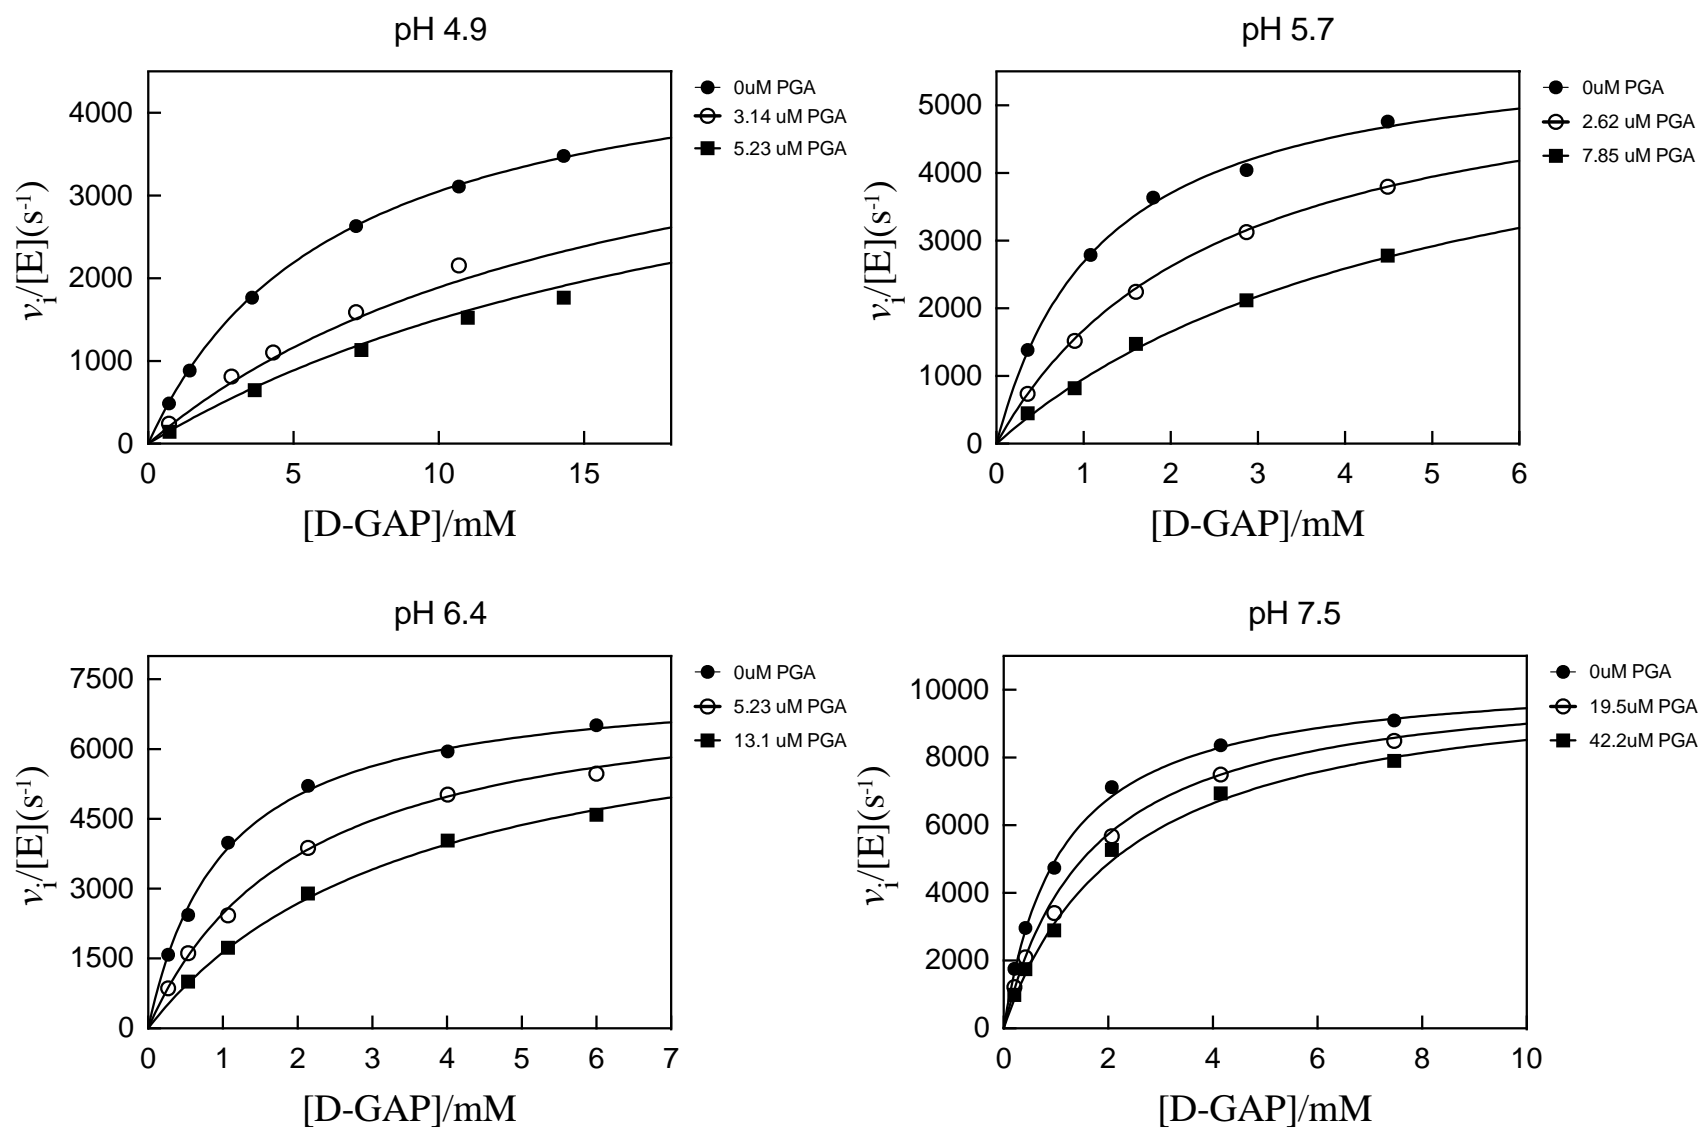 pH 4.9
4000
3000
2000
1000
0
0 5 10 15
v_i/[E](s^-1)
[D-GAP]/mM
0uM PGA
3.14 uM PGA
5.23 uM PGA
pH 5.7
5000
4000
3000
2000
1000
0
0 1 2 3 4 5 6
v_i/[E](s^-1)
[D-GAP]/mM
0uM PGA
2.62 uM PGA
7.85 uM PGA
pH 6.4
7500
6000
4500
3000
1500
0
0 1 2 3 4 5 6 7
v_i/[E](s^-1)
[D-GAP]/mM
0uM PGA
5.23 uM PGA
13.1 uM PGA
pH 7.5
10000
8000
6000
4000
2000
0
0 2 4 6 8 10
v_i/[E](s^-1)
[D-GAP]/mM
0uM PGA
19.5uM PGA
42.2uM PGA